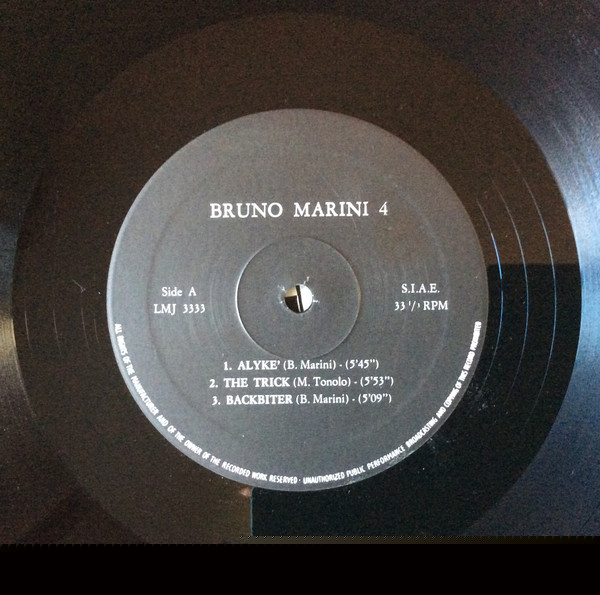 BRUNO MARINI 4
Side A
LMJ 3333
S.I.A.E.
33 1/3 RPM
1. ALYKE' (B. Marini) - (5'45")
2. THE TRICK (M. Tonolo) - (5'53")
3. BACKBITER (B. Marini) - (5'09")
ALL RIGHTS OF THE MANUFACTURER AND OF THE OWNER OF THE RECORDED WORK RESERVED · UNAUTHORIZED PUBLIC PERFORMANCE BROADCASTING AND COPYING OF THIS RECORD PROHIBITED